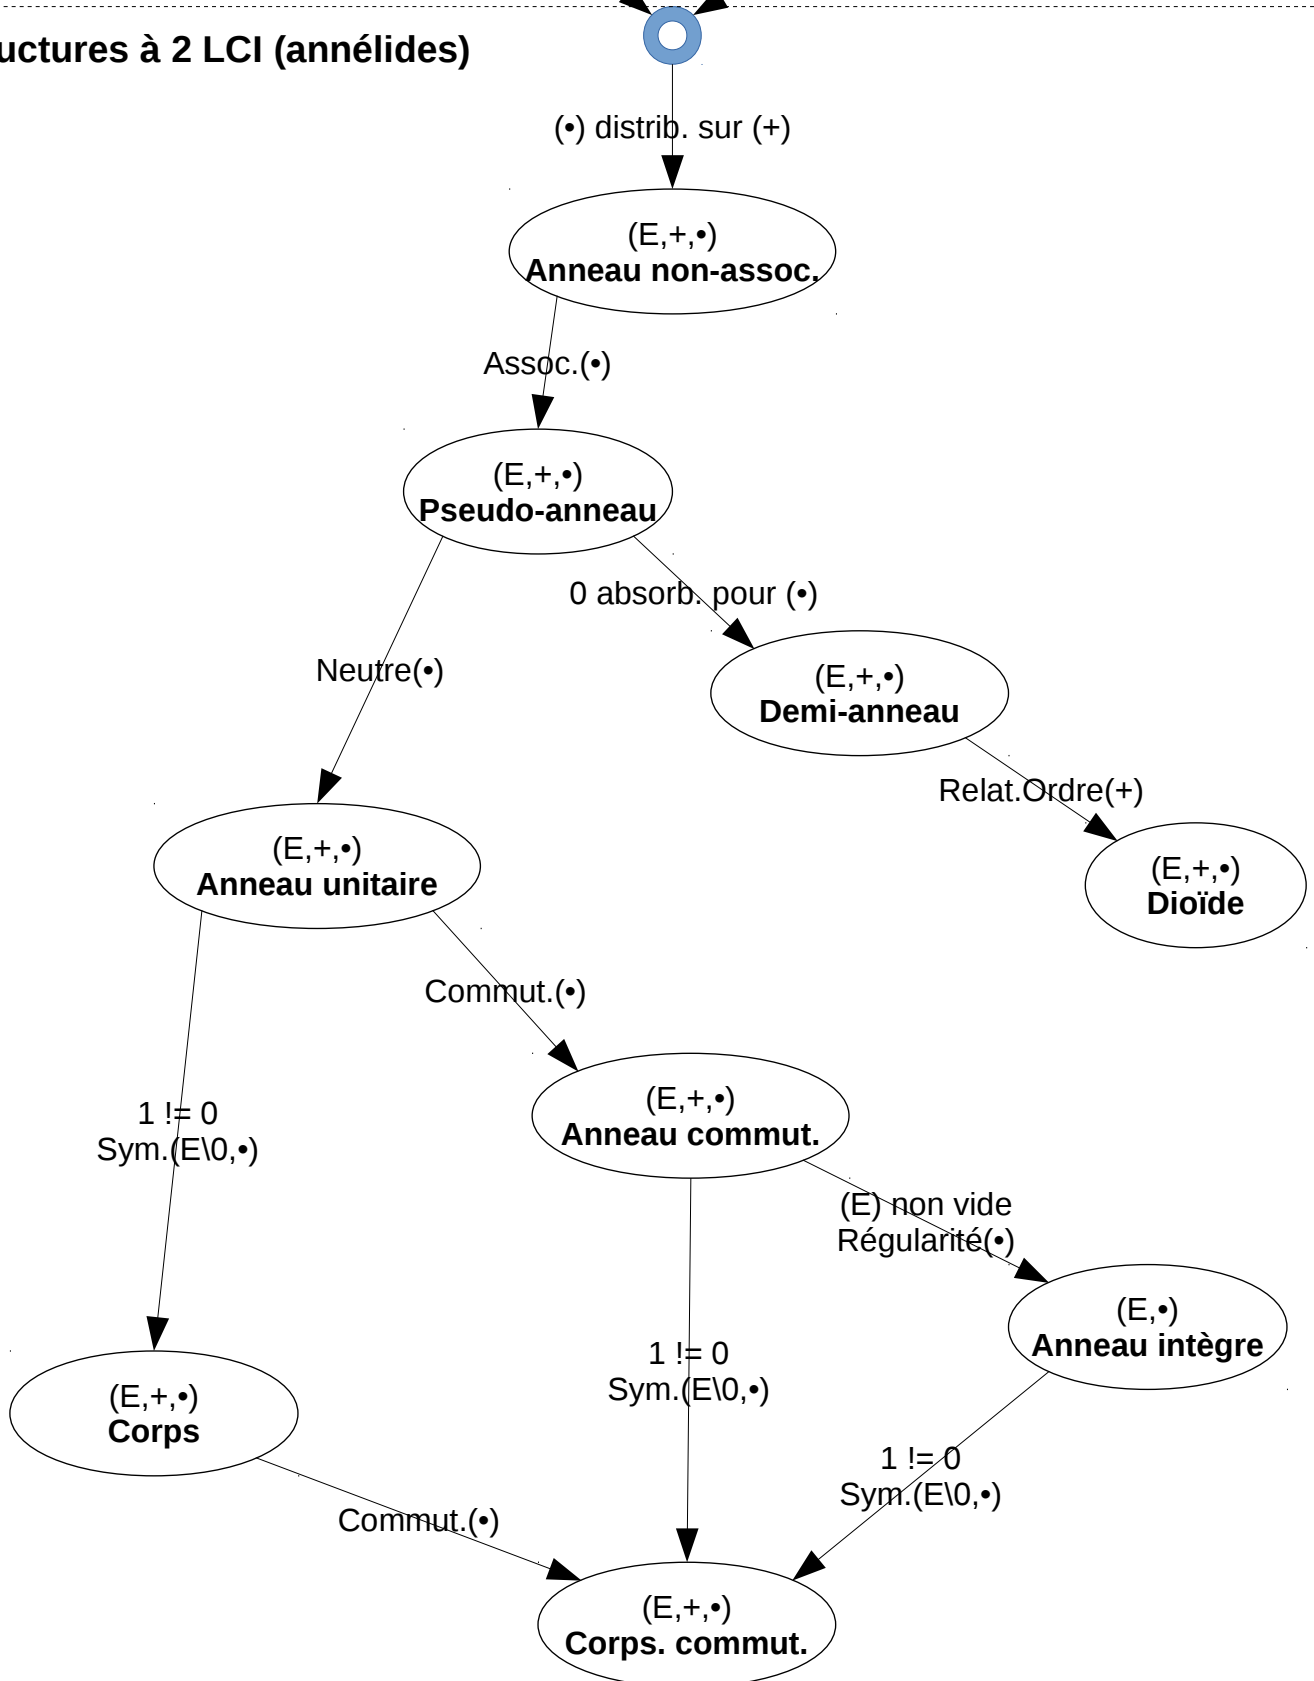 uctures à 2 LCI (annélides)
(•) distrib. sur (+)
(E,+,•)
Anneau non-assoc.
Assoc.(•)
(E,+,•)
Pseudo-anneau
0 absorb. pour (•)
Neutre(•)
(E,+,•)
Demi-anneau
Relat.Ordre(+)
(E,+,•)
Anneau unitaire
(E,+,•)
Dioïde
Commut.(•)
1 != 0
Sym.(E\0,•)
(E,+,•)
Anneau commut.
(E) non vide
Régularité(•)
(E,•)
Anneau intègre
1 != 0
Sym.(E\0,•)
(E,+,•)
Corps
1 != 0
Sym.(E\0,•)
Commut.(•)
(E,+,•)
Corps. commut.